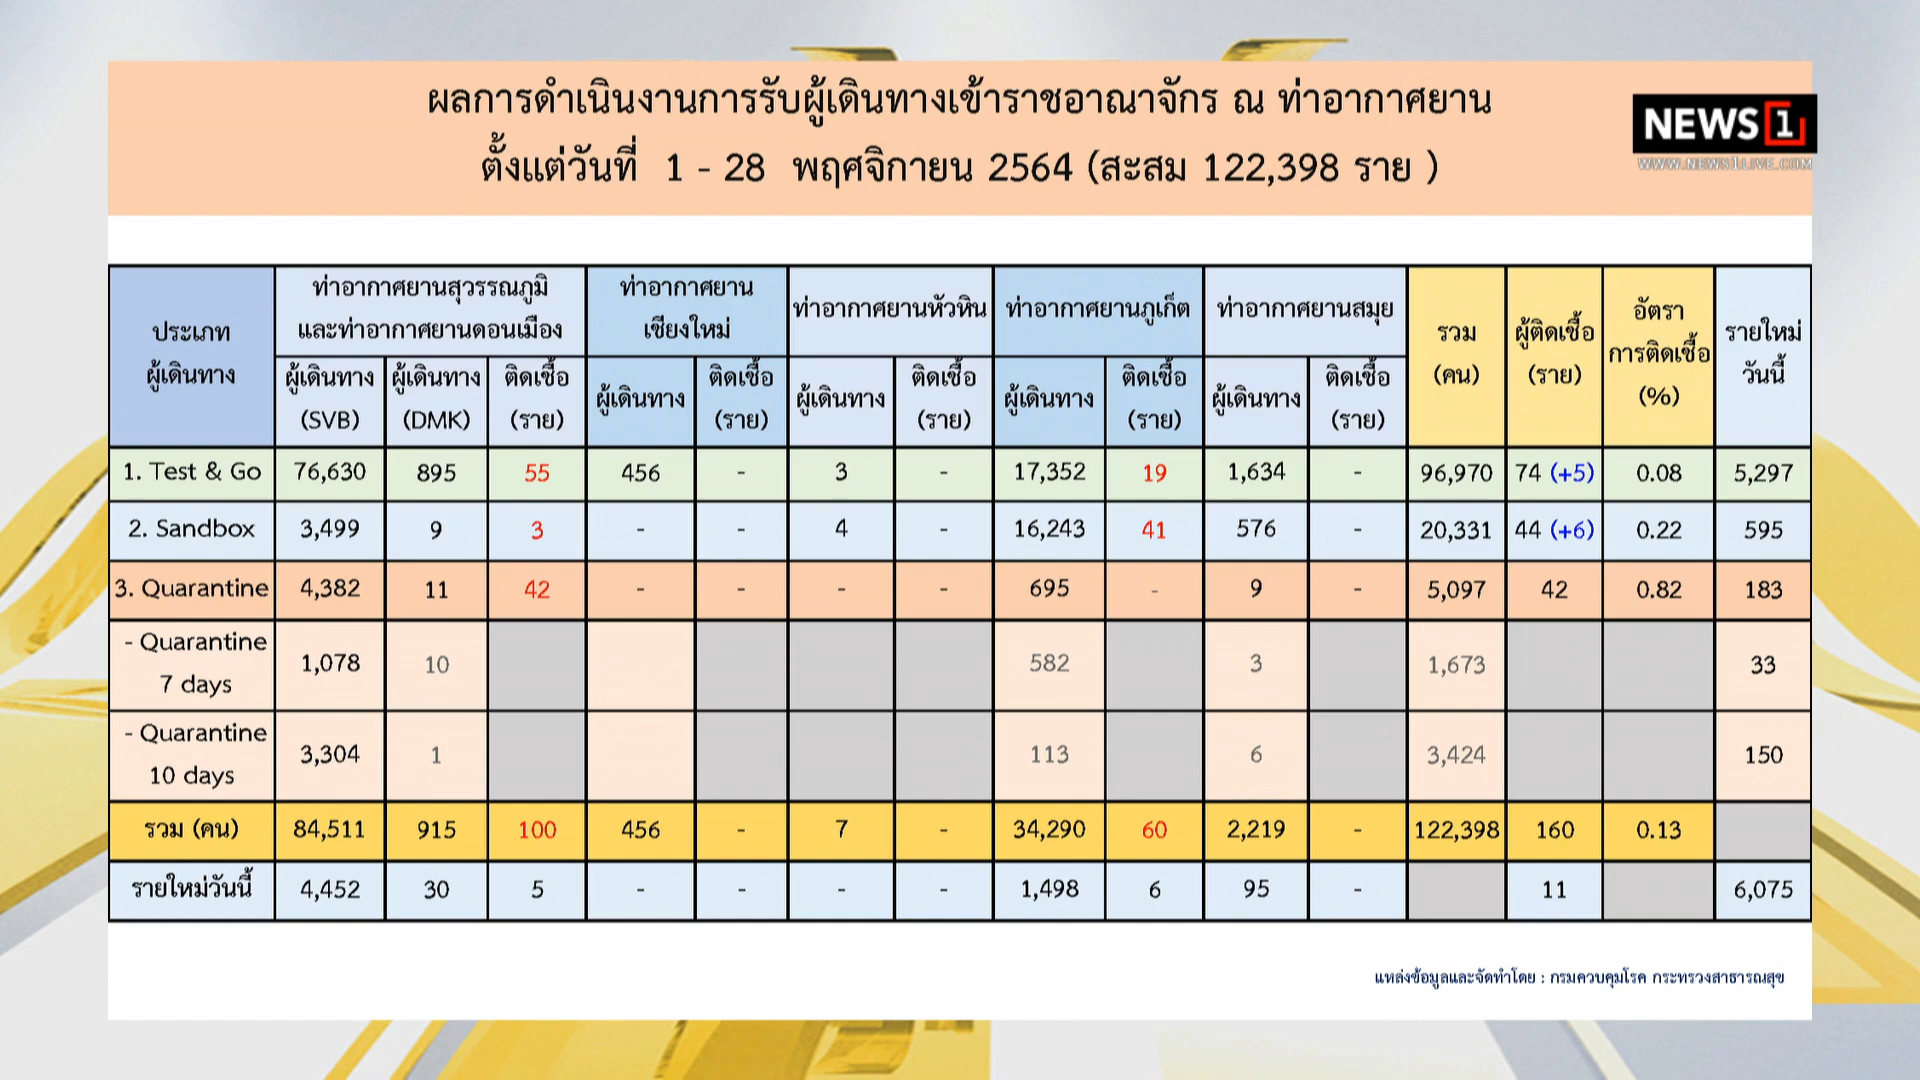 ผลการดำเนินงานการรับผู้เดินทางเข้าราชอาณาจักร ณ ท่าอากาศยาน
ตั้งแต่วันที่ 1 - 28 พฤศจิกายน 2564 (สะสม 122,398 ราย )
NEWS 1
WWW.NEWS1LIVE.COM
ประเภท
ผู้เดินทาง
ท่าอากาศยานสุวรรณภูมิ
และท่าอากาศยานดอนเมือง
ท่าอากาศยาน
เชียงใหม่
ท่าอากาศยานหัวหิน
ท่าอากาศยานภูเก็ต
ท่าอากาศยานสมุย
รวม
(คน)
ผู้ติดเชื้อ
(ราย)
อัตรา
การติดเชื้อ
(%)
รายใหม่
วันนี้
ผู้เดินทาง
(SVB)
ผู้เดินทาง
(DMK)
ติดเชื้อ
(ราย)
ผู้เดินทาง
ติดเชื้อ
(ราย)
ผู้เดินทาง
ติดเชื้อ
(ราย)
ผู้เดินทาง
ติดเชื้อ
(ราย)
ผู้เดินทาง
ติดเชื้อ
(ราย)
1. Test & Go 76,630 895 55 456 - 3 - 17,352 19 1,634 - 96,970 74 (+5) 0.08 5,297
2. Sandbox 3,499 9 3 - - 4 - 16,243 41 576 - 20,331 44 (+6) 0.22 595
3. Quarantine 4,382 11 42 - - - - 695 - 9 - 5,097 42 0.82 183
- Quarantine
7 days
1,078 10 582 3 1,673 33
- Quarantine
10 days
3,304 1 113 6 3,424 150
รวม (คน) 84,511 915 100 456 - 7 - 34,290 60 2,219 - 122,398 160 0.13
รายใหม่วันนี้ 4,452 30 5 - - - - 1,498 6 95 - 11 6,075
แหล่งข้อมูลและจัดทำโดย : กรมควบคุมโรค กระทรวงสาธารณสุข